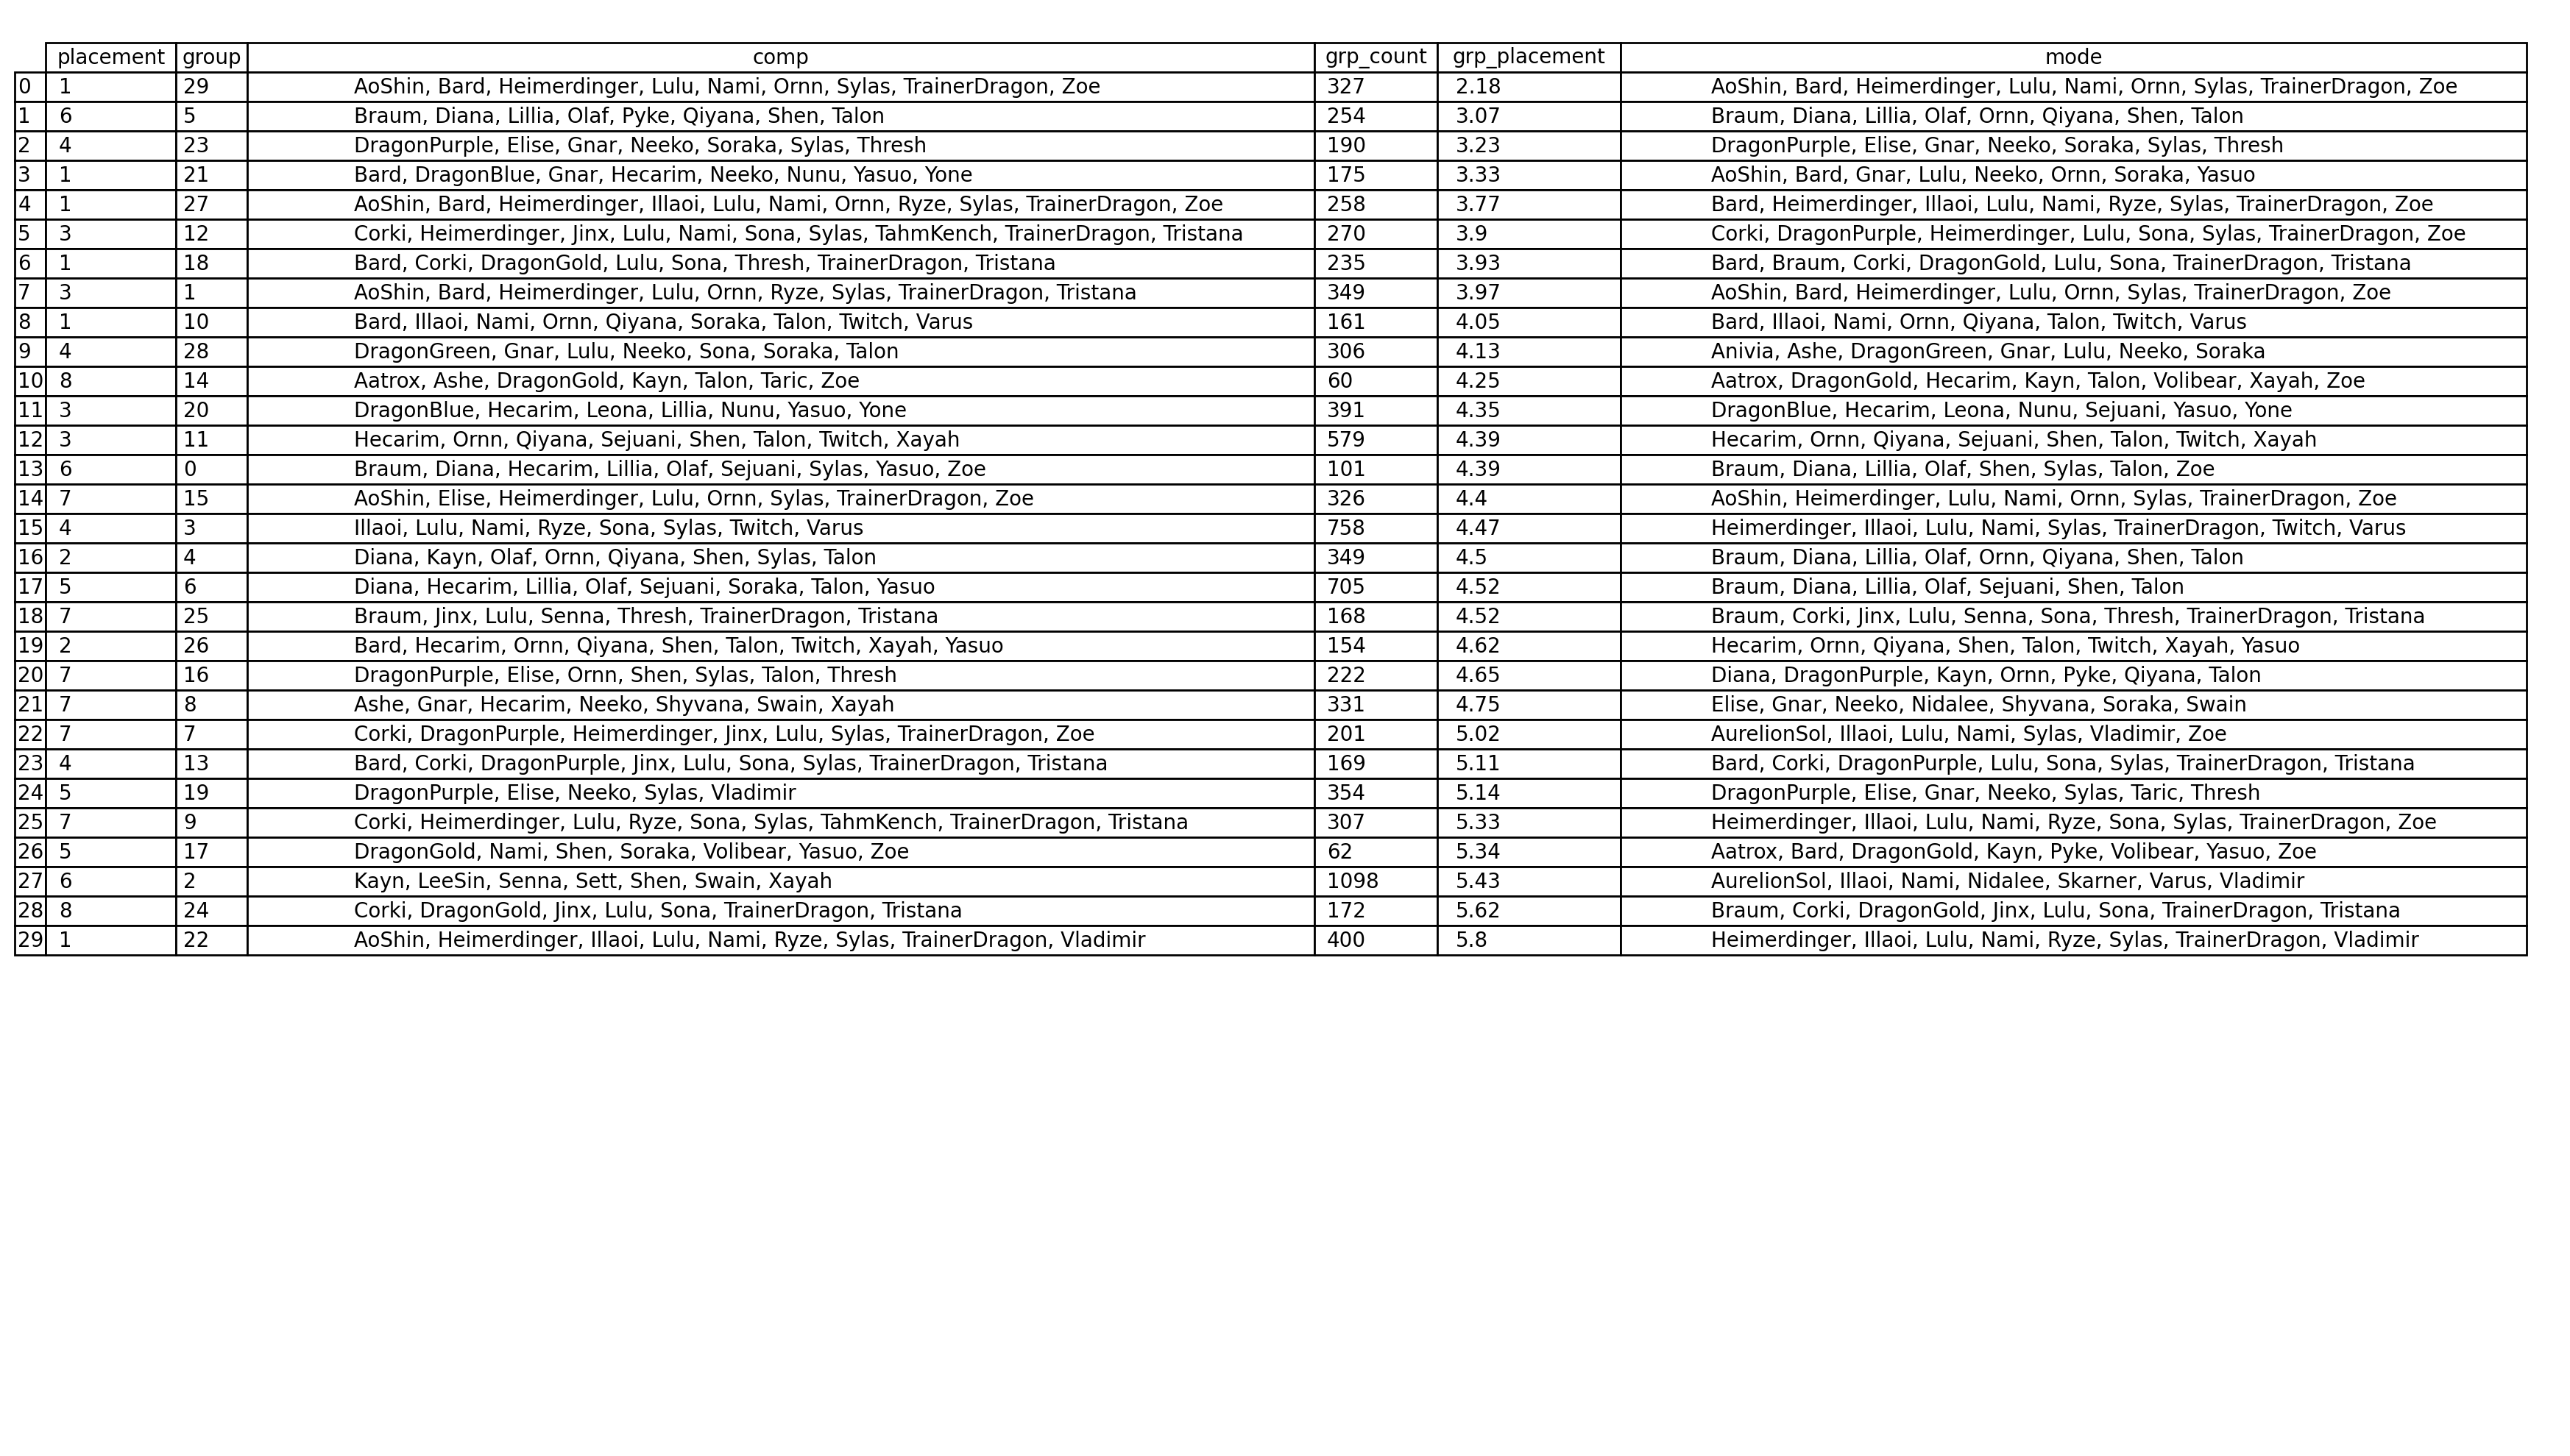 placement group comp grp_count grp_placement mode
0 1 29 AoShin, Bard, Heimerdinger, Lulu, Nami, Ornn, Sylas, TrainerDragon, Zoe 327 2.18 AoShin, Bard, Heimerdinger, Lulu, Nami, Ornn, Sylas, TrainerDragon, Zoe
1 6 5 Braum, Diana, Lillia, Olaf, Pyke, Qiyana, Shen, Talon 254 3.07 Braum, Diana, Lillia, Olaf, Ornn, Qiyana, Shen, Talon
2 4 23 DragonPurple, Elise, Gnar, Neeko, Soraka, Sylas, Thresh 190 3.23 DragonPurple, Elise, Gnar, Neeko, Soraka, Sylas, Thresh
3 1 21 Bard, DragonBlue, Gnar, Hecarim, Neeko, Nunu, Yasuo, Yone 175 3.33 AoShin, Bard, Gnar, Lulu, Neeko, Ornn, Soraka, Yasuo
4 1 27 AoShin, Bard, Heimerdinger, Illaoi, Lulu, Nami, Ornn, Ryze, Sylas, TrainerDragon, Zoe 258 3.77 Bard, Heimerdinger, Illaoi, Lulu, Nami, Ryze, Sylas, TrainerDragon, Zoe
5 3 12 Corki, Heimerdinger, Jinx, Lulu, Nami, Sona, Sylas, TahmKench, TrainerDragon, Tristana 270 3.9 Corki, DragonPurple, Heimerdinger, Lulu, Sona, Sylas, TrainerDragon, Zoe
6 1 18 Bard, Corki, DragonGold, Lulu, Sona, Thresh, TrainerDragon, Tristana 235 3.93 Bard, Braum, Corki, DragonGold, Lulu, Sona, TrainerDragon, Tristana
7 3 1 AoShin, Bard, Heimerdinger, Lulu, Ornn, Ryze, Sylas, TrainerDragon, Tristana 349 3.97 AoShin, Bard, Heimerdinger, Lulu, Ornn, Sylas, TrainerDragon, Zoe
8 1 10 Bard, Illaoi, Nami, Ornn, Qiyana, Soraka, Talon, Twitch, Varus 161 4.05 Bard, Illaoi, Nami, Ornn, Qiyana, Talon, Twitch, Varus
9 4 28 DragonGreen, Gnar, Lulu, Neeko, Sona, Soraka, Talon 306 4.13 Anivia, Ashe, DragonGreen, Gnar, Lulu, Neeko, Soraka
10 8 14 Aatrox, Ashe, DragonGold, Kayn, Talon, Taric, Zoe 60 4.25 Aatrox, DragonGold, Hecarim, Kayn, Talon, Volibear, Xayah, Zoe
11 3 20 DragonBlue, Hecarim, Leona, Lillia, Nunu, Yasuo, Yone 391 4.35 DragonBlue, Hecarim, Leona, Nunu, Sejuani, Yasuo, Yone
12 3 11 Hecarim, Ornn, Qiyana, Sejuani, Shen, Talon, Twitch, Xayah 579 4.39 Hecarim, Ornn, Qiyana, Sejuani, Shen, Talon, Twitch, Xayah
13 6 0 Braum, Diana, Hecarim, Lillia, Olaf, Sejuani, Sylas, Yasuo, Zoe 101 4.39 Braum, Diana, Lillia, Olaf, Shen, Sylas, Talon, Zoe
14 7 15 AoShin, Elise, Heimerdinger, Lulu, Ornn, Sylas, TrainerDragon, Zoe 326 4.4 AoShin, Heimerdinger, Lulu, Nami, Ornn, Sylas, TrainerDragon, Zoe
15 4 3 Illaoi, Lulu, Nami, Ryze, Sona, Sylas, Twitch, Varus 758 4.47 Heimerdinger, Illaoi, Lulu, Nami, Sylas, TrainerDragon, Twitch, Varus
16 2 4 Diana, Kayn, Olaf, Ornn, Qiyana, Shen, Sylas, Talon 349 4.5 Braum, Diana, Lillia, Olaf, Ornn, Qiyana, Shen, Talon
17 5 6 Diana, Hecarim, Lillia, Olaf, Sejuani, Soraka, Talon, Yasuo 705 4.52 Braum, Diana, Lillia, Olaf, Sejuani, Shen, Talon
18 7 25 Braum, Jinx, Lulu, Senna, Thresh, TrainerDragon, Tristana 168 4.52 Braum, Corki, Jinx, Lulu, Senna, Sona, Thresh, TrainerDragon, Tristana
19 2 26 Bard, Hecarim, Ornn, Qiyana, Shen, Talon, Twitch, Xayah, Yasuo 154 4.62 Hecarim, Ornn, Qiyana, Shen, Talon, Twitch, Xayah, Yasuo
20 7 16 DragonPurple, Elise, Ornn, Shen, Sylas, Talon, Thresh 222 4.65 Diana, DragonPurple, Kayn, Ornn, Pyke, Qiyana, Talon
21 7 8 Ashe, Gnar, Hecarim, Neeko, Shyvana, Swain, Xayah 331 4.75 Elise, Gnar, Neeko, Nidalee, Shyvana, Soraka, Swain
22 7 7 Corki, DragonPurple, Heimerdinger, Jinx, Lulu, Sylas, TrainerDragon, Zoe 201 5.02 AurelionSol, Illaoi, Lulu, Nami, Sylas, Vladimir, Zoe
23 4 13 Bard, Corki, DragonPurple, Jinx, Lulu, Sona, Sylas, TrainerDragon, Tristana 169 5.11 Bard, Corki, DragonPurple, Lulu, Sona, Sylas, TrainerDragon, Tristana
24 5 19 DragonPurple, Elise, Neeko, Sylas, Vladimir 354 5.14 DragonPurple, Elise, Gnar, Neeko, Sylas, Taric, Thresh
25 7 9 Corki, Heimerdinger, Lulu, Ryze, Sona, Sylas, TahmKench, TrainerDragon, Tristana 307 5.33 Heimerdinger, Illaoi, Lulu, Nami, Ryze, Sona, Sylas, TrainerDragon, Zoe
26 5 17 DragonGold, Nami, Shen, Soraka, Volibear, Yasuo, Zoe 62 5.34 Aatrox, Bard, DragonGold, Kayn, Pyke, Volibear, Yasuo, Zoe
27 6 2 Kayn, LeeSin, Senna, Sett, Shen, Swain, Xayah 1098 5.43 AurelionSol, Illaoi, Nami, Nidalee, Skarner, Varus, Vladimir
28 8 24 Corki, DragonGold, Jinx, Lulu, Sona, TrainerDragon, Tristana 172 5.62 Braum, Corki, DragonGold, Jinx, Lulu, Sona, TrainerDragon, Tristana
29 1 22 AoShin, Heimerdinger, Illaoi, Lulu, Nami, Ryze, Sylas, TrainerDragon, Vladimir 400 5.8 Heimerdinger, Illaoi, Lulu, Nami, Ryze, Sylas, TrainerDragon, Vladimir